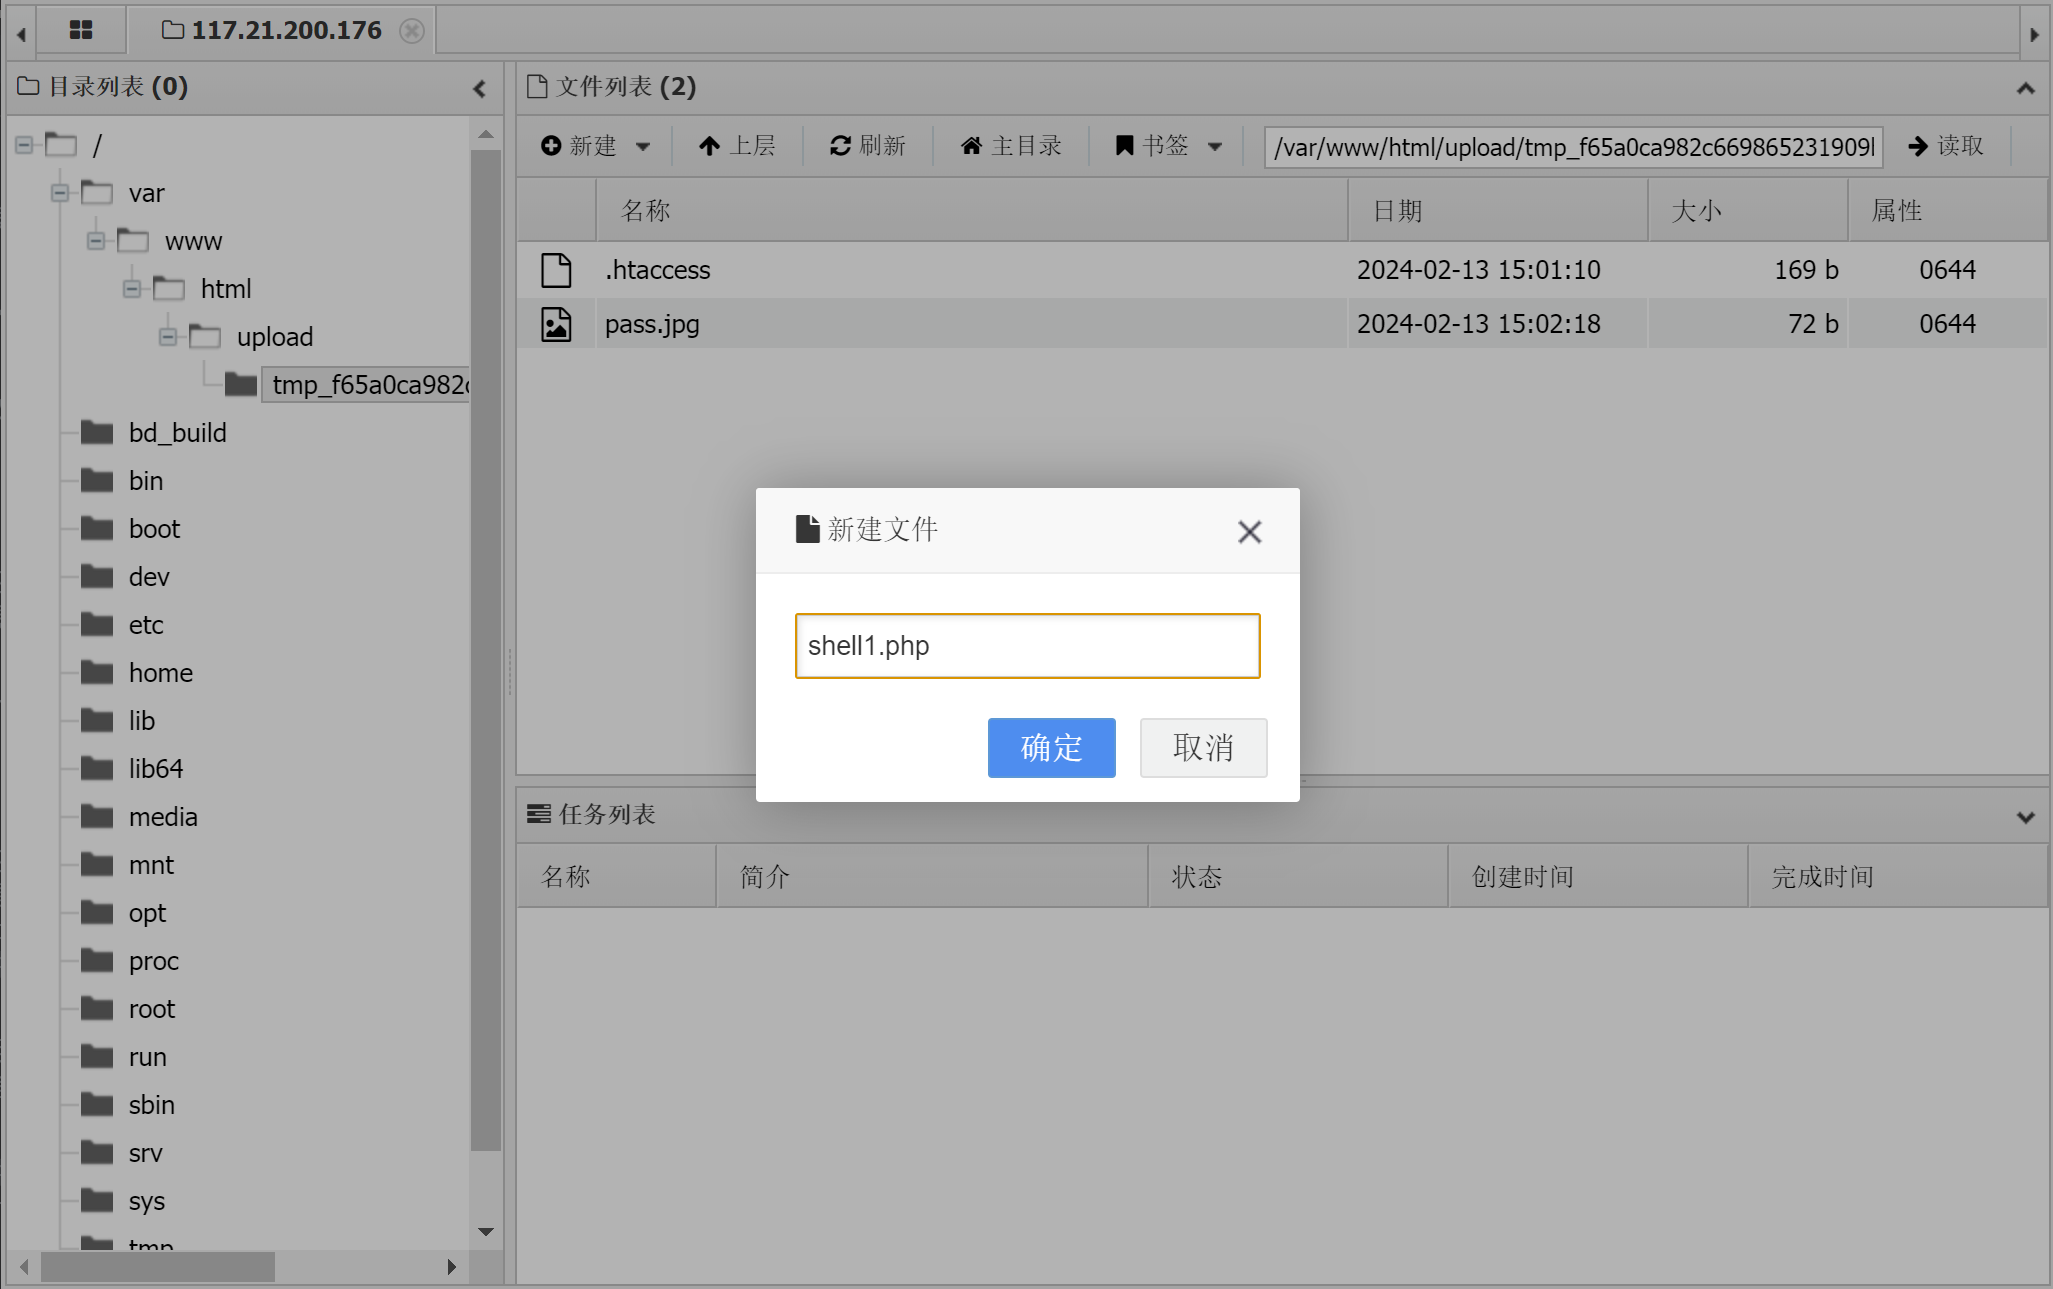 117.21.200.176
目录列表 (0)
/
var
www
html
upload
tmp_f65a0ca982c
bd_build
bin
boot
dev
etc
home
lib
lib64
media
mnt
opt
proc
root
run
sbin
srv
sys
tmp
文件列表 (2)
新建 上层 刷新 主目录 书签 /var/www/html/upload/tmp_f65a0ca982c669865231909 读取
名称 日期 大小 属性
.htaccess 2024-02-13 15:01:10 169 b 0644
pass.jpg 2024-02-13 15:02:18 72 b 0644
新建文件
shell1.php
确定 取消
任务列表
名称 简介 状态 创建时间 完成时间